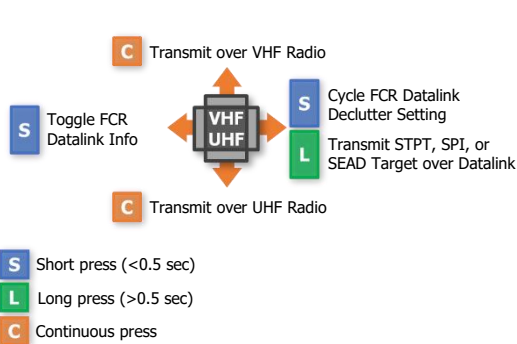 C Transmit over VHF Radio
S Toggle FCR
Datalink Info
VHF
UHF
S Cycle FCR Datalink
Declutter Setting
L Transmit STPT, SPI, or
SEAD Target over Datalink
C Transmit over UHF Radio
S Short press (<0.5 sec)
L Long press (>0.5 sec)
C Continuous press